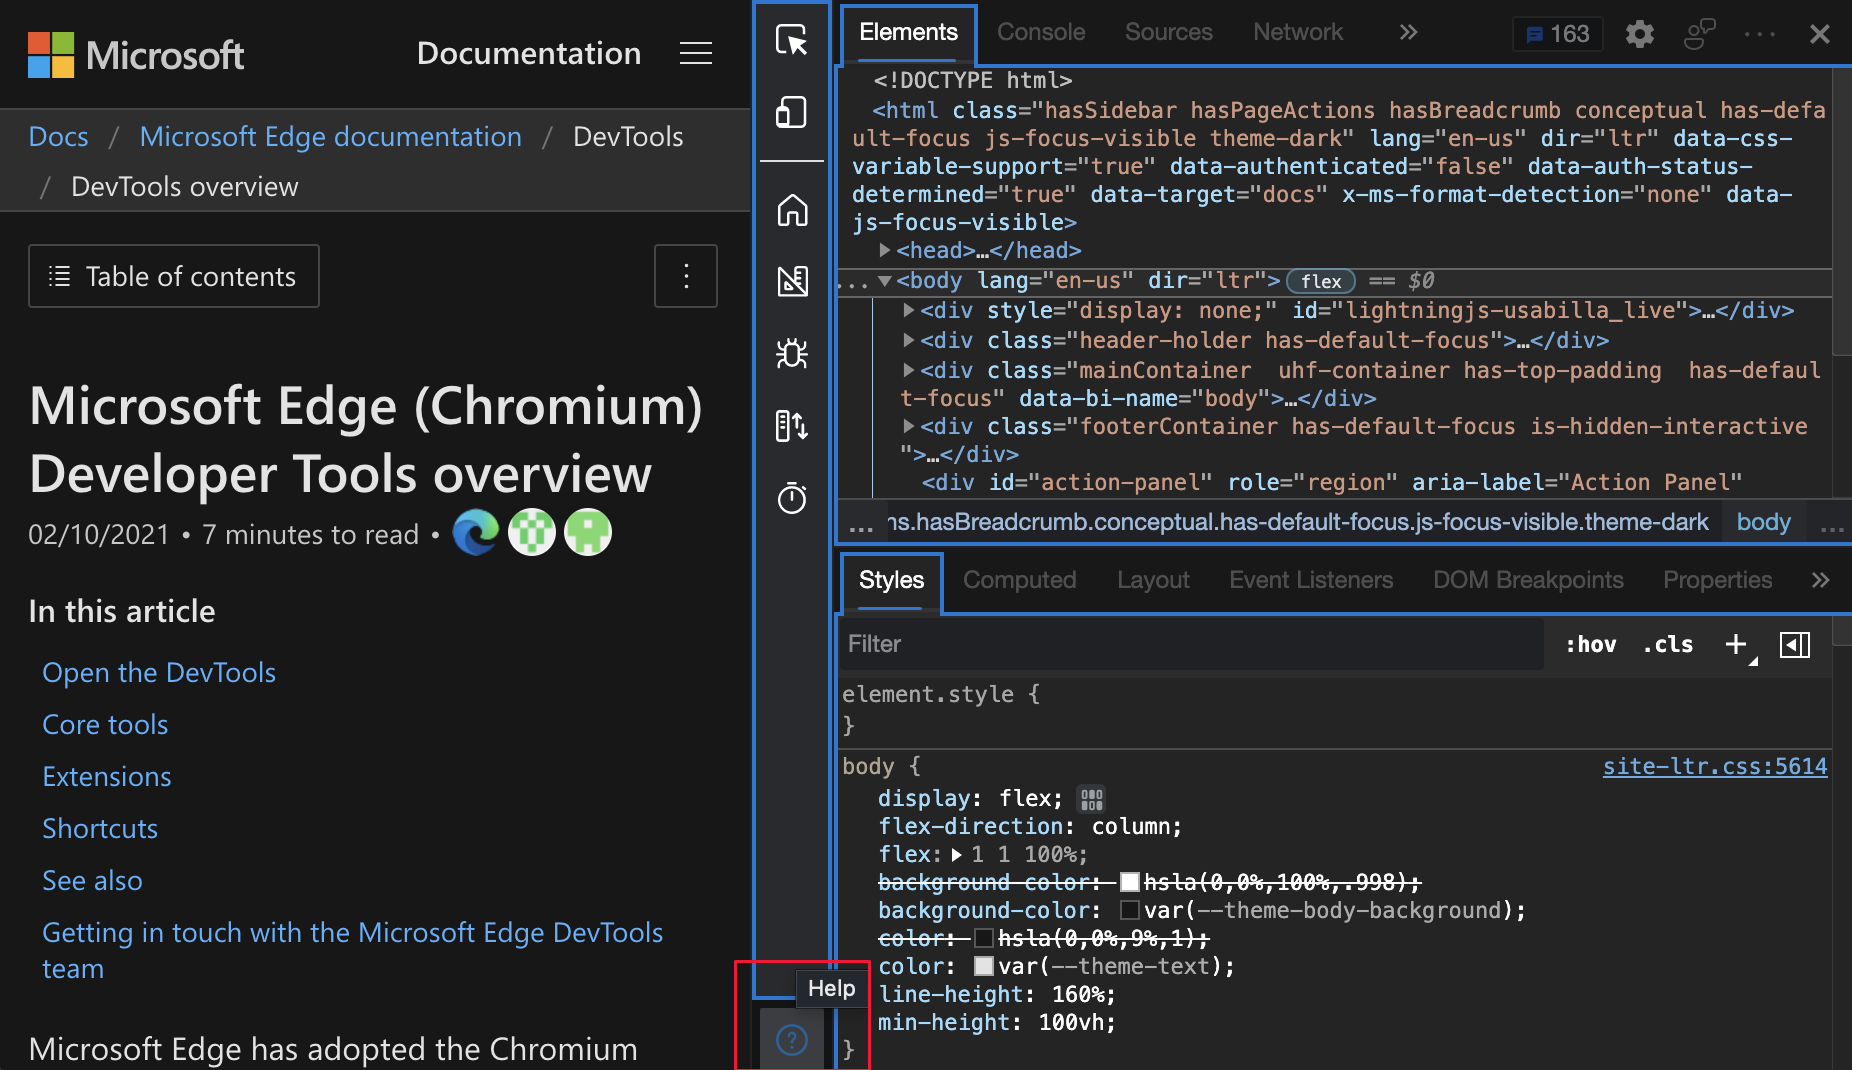 Microsoft
Documentation
Docs / Microsoft Edge documentation / DevTools
/ DevTools overview
Table of contents
Microsoft Edge (Chromium)
Developer Tools overview
02/10/2021 • 7 minutes to read •
In this article
Open the DevTools
Core tools
Extensions
Shortcuts
See also
Getting in touch with the Microsoft Edge DevTools
team
Microsoft Edge has adopted the Chromium
Help
?
Elements Console Sources Network » 163
<!DOCTYPE html>
<html class="hasSidebar hasPageActions hasBreadcrumb conceptual has-defa
ult-focus js-focus-visible theme-dark" lang="en-us" dir="ltr" data-css-
variable-support="true" data-authenticated="false" data-auth-status-
determined="true" data-target="docs" x-ms-format-detection="none" data-
js-focus-visible>
<head>…</head>
... <body lang="en-us" dir="ltr"> flex == $0
<div style="display: none;" id="lightningjs-usabilla_live">…</div>
<div class="header-holder has-default-focus">…</div>
<div class="mainContainer  uhf-container has-top-padding  has-defaul
t-focus" data-bi-name="body">…</div>
<div class="footerContainer has-default-focus is-hidden-interactive
">…</div>
<div id="action-panel" role="region" aria-label="Action Panel"
... ns.hasBreadcrumb.conceptual.has-default-focus.js-focus-visible.theme-dark body ...
Styles Computed Layout Event Listeners DOM Breakpoints Properties »
Filter :hov .cls +
element.style {
}
body { site-ltr.css:5614
display: flex;
flex-direction: column;
flex: 1 1 100%;
background-color: hsla(0,0%,100%,.998);
background-color: var(--theme-body-background);
color: hsla(0,0%,9%,1);
color: var(--theme-text);
line-height: 160%;
min-height: 100vh;
}